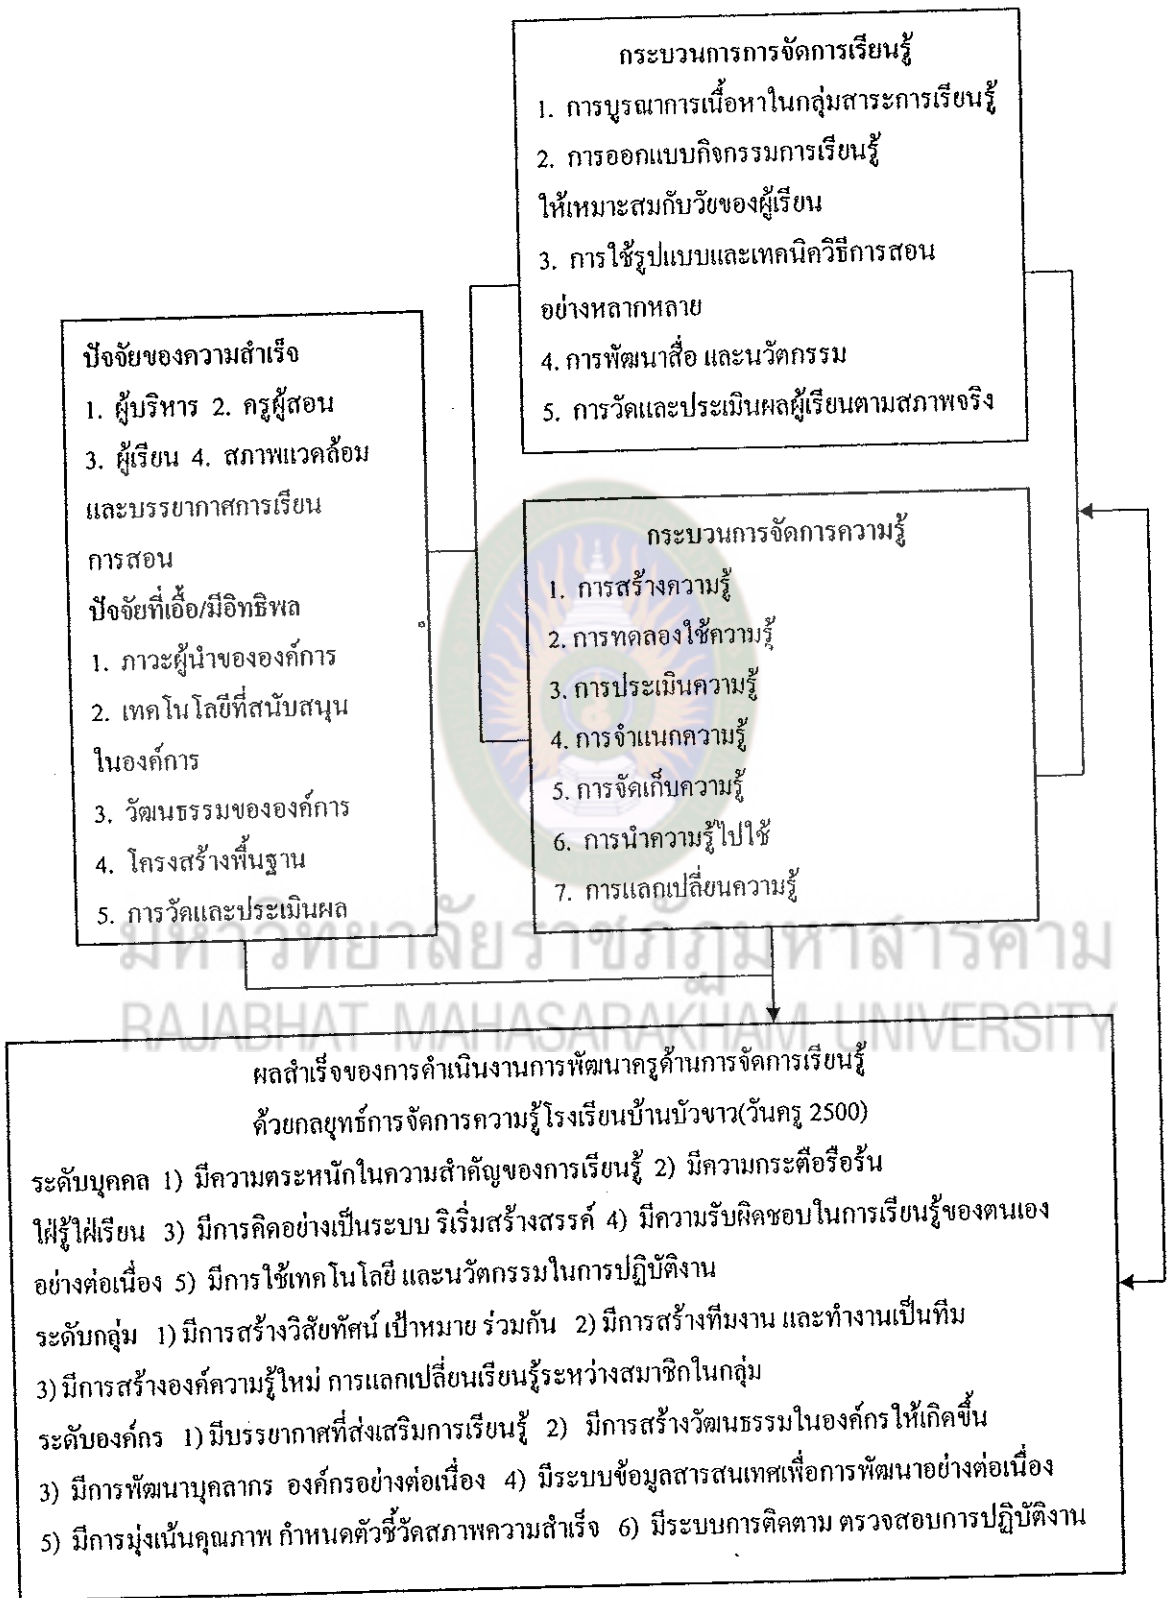 กระบวนการการจัดการเรียนรู้
1. การบูรณาการเนื้อหาในกลุ่มสาระการเรียนรู้
2. การออกแบบกิจกรรมการเรียนรู้
ให้เหมาะสมกับวัยของผู้เรียน
3. การใช้รูปแบบและเทคนิควิธีการสอน
อย่างหลากหลาย
4. การพัฒนาสื่อ และนวัตกรรม
5. การวัดและประเมินผลผู้เรียนตามสภาพจริง
ปัจจัยของความสำเร็จ
1. ผู้บริหาร 2. ครูผู้สอน
3. ผู้เรียน 4. สภาพแวดล้อม
และบรรยากาศการเรียน
การสอน
ปัจจัยที่เอื้อ/มีอิทธิพล
1. ภาวะผู้นำขององค์การ
2. เทคโนโลยีที่สนับสนุน
ในองค์การ
3. วัฒนธรรมขององค์การ
4. โครงสร้างพื้นฐาน
5. การวัดและประเมินผล
กระบวนการจัดการความรู้
1. การสร้างความรู้
2. การทดลองใช้ความรู้
3. การประเมินความรู้
4. การจำแนกความรู้
5. การจัดเก็บความรู้
6. การนำความรู้ไปใช้
7. การแลกเปลี่ยนความรู้
มหาวิทยาลัยราชภัฏมหาสารคาม
RAJABHAT MAHASARAKHAM UNIVERSITY
ผลสำเร็จของการดำเนินงานการพัฒนาครูด้านการจัดการเรียนรู้
ด้วยกลยุทธ์การจัดการความรู้โรงเรียนบ้านบัวขาว(วันครู 2500)
ระดับบุคคล 1) มีความตระหนักในความสำคัญของการเรียนรู้ 2) มีความกระตือรือร้น
ใฝ่รู้ใฝ่เรียน 3) มีการคิดอย่างเป็นระบบ ริเริ่มสร้างสรรค์ 4) มีความรับผิดชอบในการเรียนรู้ของตนเอง
อย่างต่อเนื่อง 5) มีการใช้เทคโนโลยี และนวัตกรรมในการปฏิบัติงาน
ระดับกลุ่ม 1) มีการสร้างวิสัยทัศน์ เป้าหมาย ร่วมกัน 2) มีการสร้างทีมงาน และทำงานเป็นทีม
3) มีการสร้างองค์ความรู้ใหม่ การแลกเปลี่ยนเรียนรู้ระหว่างสมาชิกในกลุ่ม
ระดับองค์กร 1) มีบรรยากาศที่ส่งเสริมการเรียนรู้ 2) มีการสร้างวัฒนธรรมในองค์กรให้เกิดขึ้น
3) มีการพัฒนาบุคลากร องค์กรอย่างต่อเนื่อง 4) มีระบบข้อมูลสารสนเทศเพื่อการพัฒนาอย่างต่อเนื่อง
5) มีการมุ่งเน้นคุณภาพ กำหนดตัวชี้วัดสภาพความสำเร็จ 6) มีระบบการติดตาม ตรวจสอบการปฏิบัติงาน